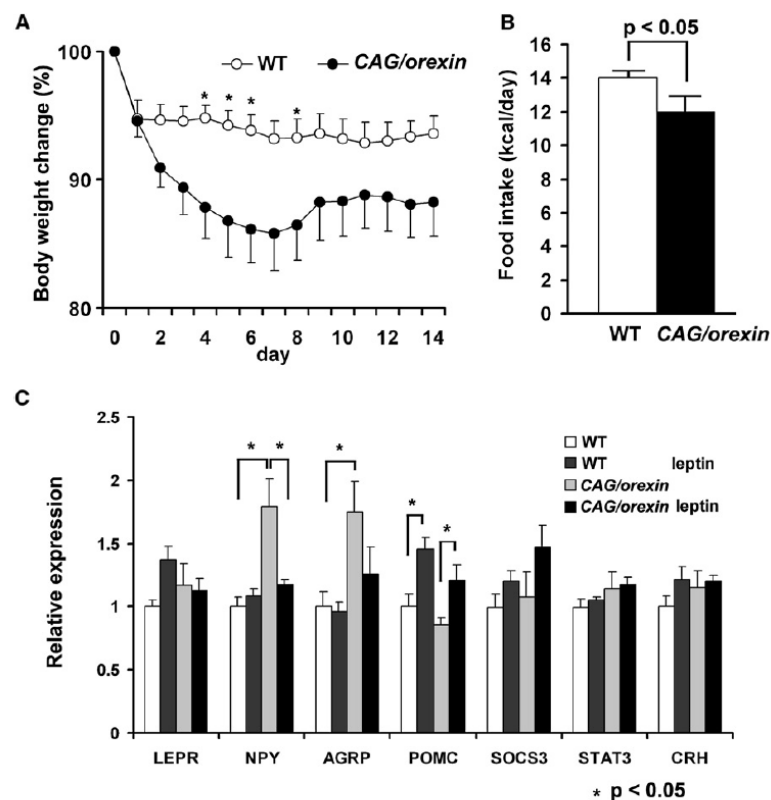 A
Body weight change (%)
100
90
80
WT
CAG/orexin
* * * *
0 2 4 6 8 10 12 14
day
B
p < 0.05
Food intake (kcal/day)
16
14
12
10
8
6
4
2
0
WT CAG/orexin
C
Relative expression
2.5
2
1.5
1
0.5
0
* * * * *
WT
WT leptin
CAG/orexin
CAG/orexin leptin
LEPR NPY AGRP POMC SOCS3 STAT3 CRH
* p < 0.05